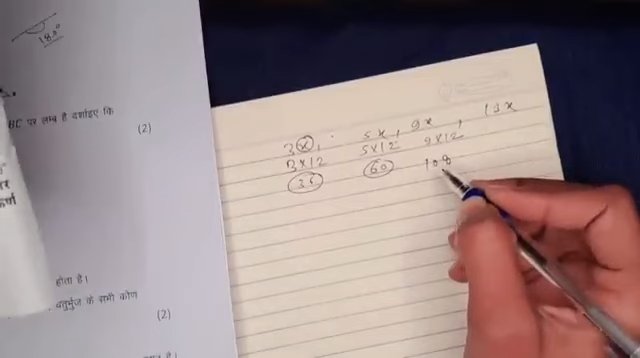 180°
BC पर लम्ब है दर्शाइए कि
(2)
3x, 5x, 9x, 13x
3×12 5×12 9×12
36 60 108
होता है।
चतुर्भुज के सभी कोण
(2)